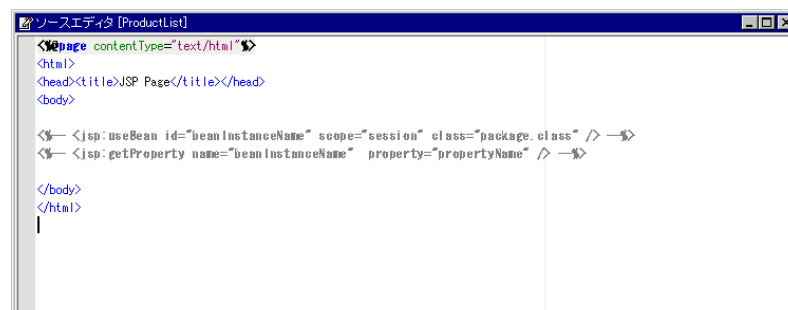 ソースエディタ [ProductList]
<%@page contentType="text/html"%>
<html>
<head><title>JSP Page</title></head>
<body>
<%-- <jsp:useBean id="beanInstanceName" scope="session" class="package.class" /> --%>
<%-- <jsp:getProperty name="beanInstanceName"  property="propertyName" /> --%>
</body>
</html>